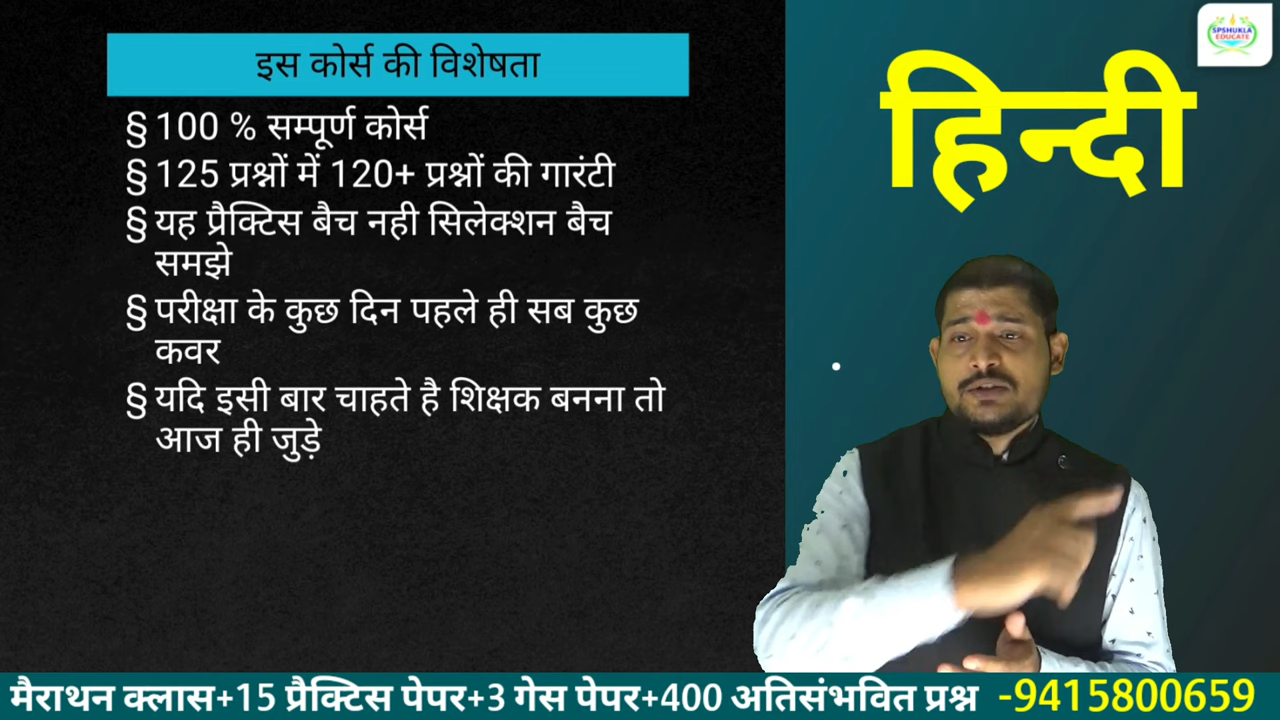 इस कोर्स की विशेषता
§ 100 % सम्पूर्ण कोर्स
§ 125 प्रश्नों में 120+ प्रश्नों की गारंटी
§ यह प्रैक्टिस बैच नही सिलेक्शन बैच
समझे
§ परीक्षा के कुछ दिन पहले ही सब कुछ
कवर
§ यदि इसी बार चाहते है शिक्षक बनना तो
आज ही जुड़े
SPSHUKLA
EDUCATE
हिन्दी
मैराथन क्लास+15 प्रैक्टिस पेपर+3 गेस पेपर+400 अतिसंभवित प्रश्न -9415800659